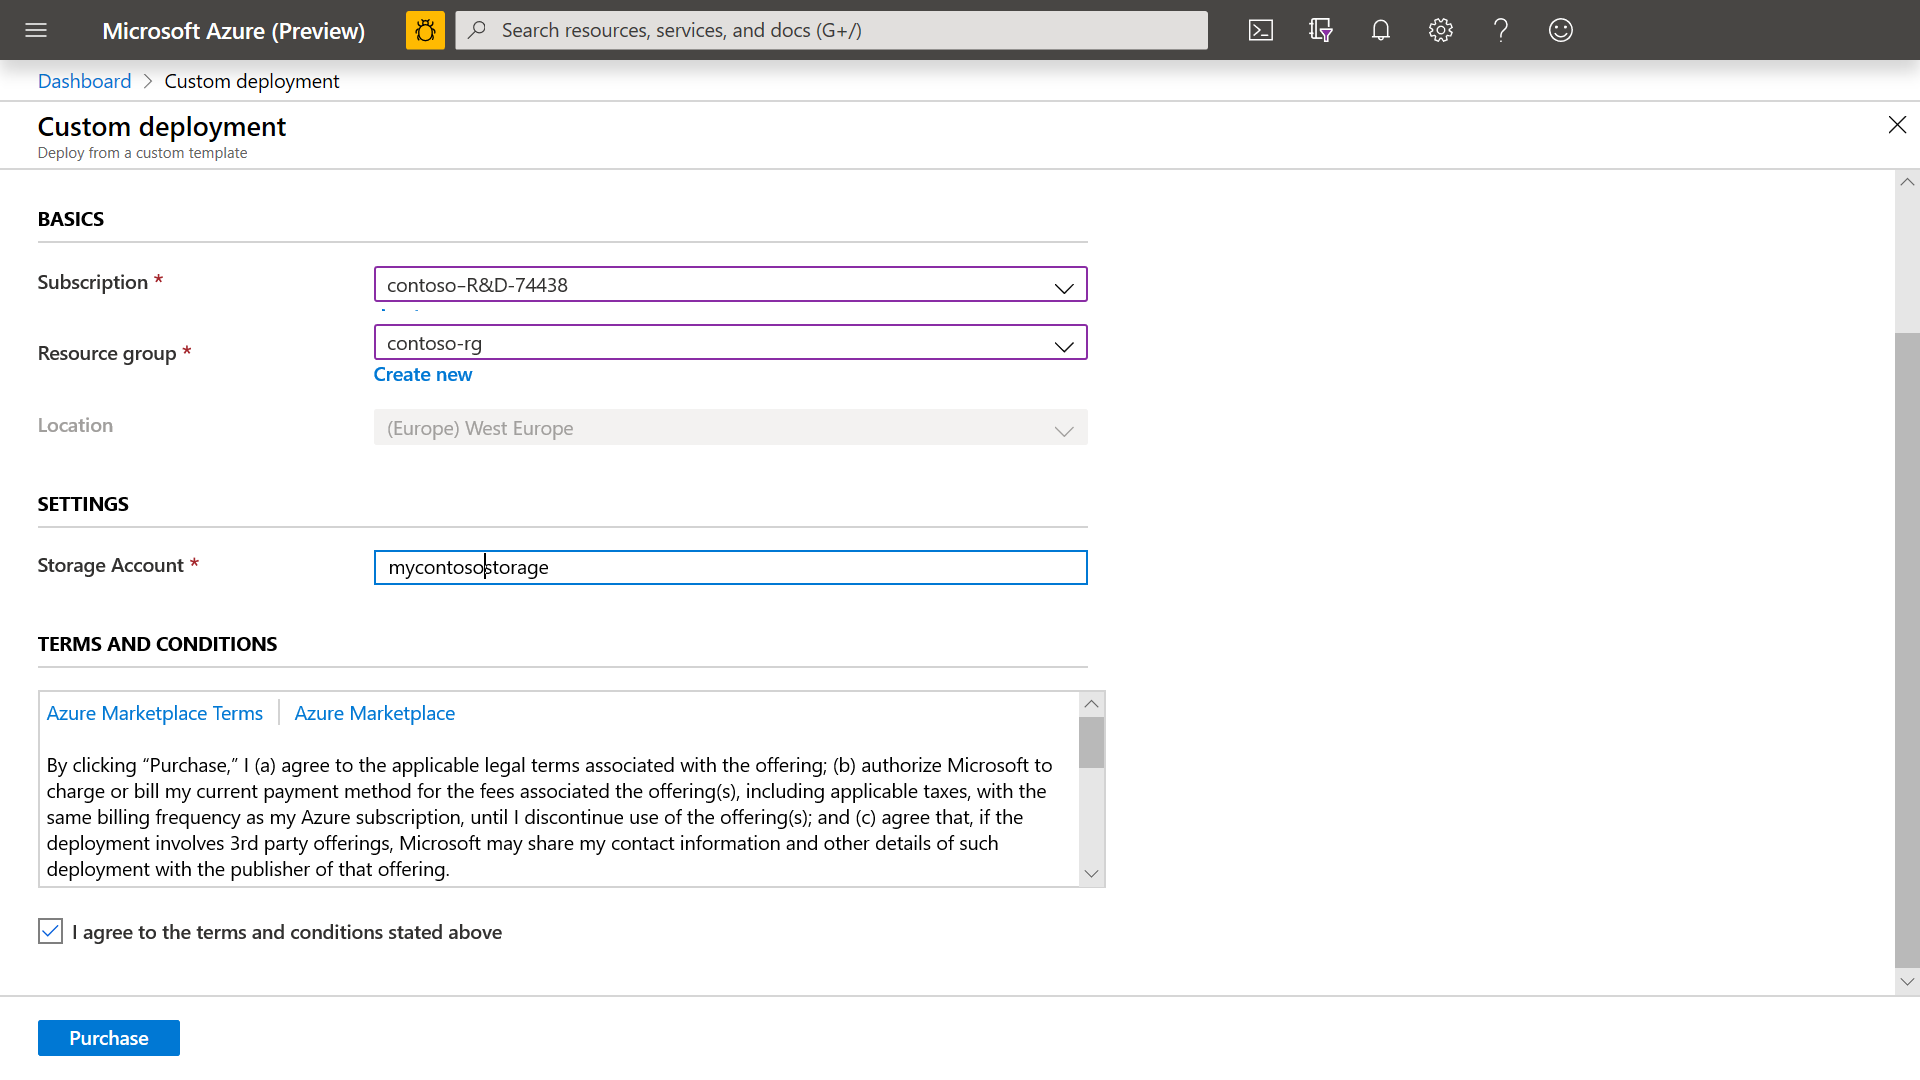 Microsoft Azure (Preview)
Search resources, services, and docs (G+/)
Dashboard > Custom deployment
Custom deployment
Deploy from a custom template
BASICS
Subscription *
contoso–R&D-74438
Resource group *
contoso-rg
Create new
Location
(Europe) West Europe
SETTINGS
Storage Account *
mycontosostorage
TERMS AND CONDITIONS
Azure Marketplace Terms | Azure Marketplace
By clicking “Purchase,” I (a) agree to the applicable legal terms associated with the offering; (b) authorize Microsoft to
charge or bill my current payment method for the fees associated the offering(s), including applicable taxes, with the
same billing frequency as my Azure subscription, until I discontinue use of the offering(s); and (c) agree that, if the
deployment involves 3rd party offerings, Microsoft may share my contact information and other details of such
deployment with the publisher of that offering.
I agree to the terms and conditions stated above
Purchase